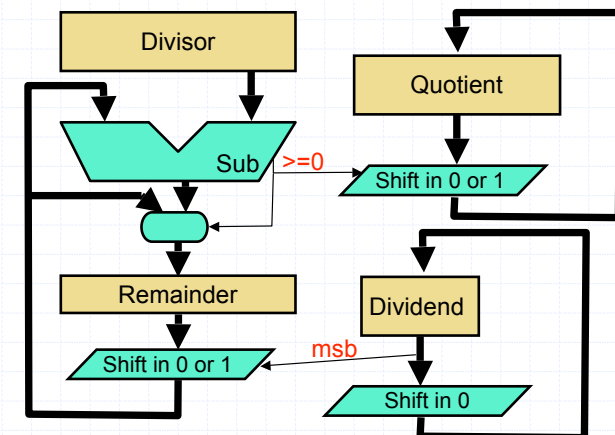 Divisor
Quotient
Sub
>=0
Shift in 0 or 1
Remainder
Dividend
msb
Shift in 0 or 1
Shift in 0